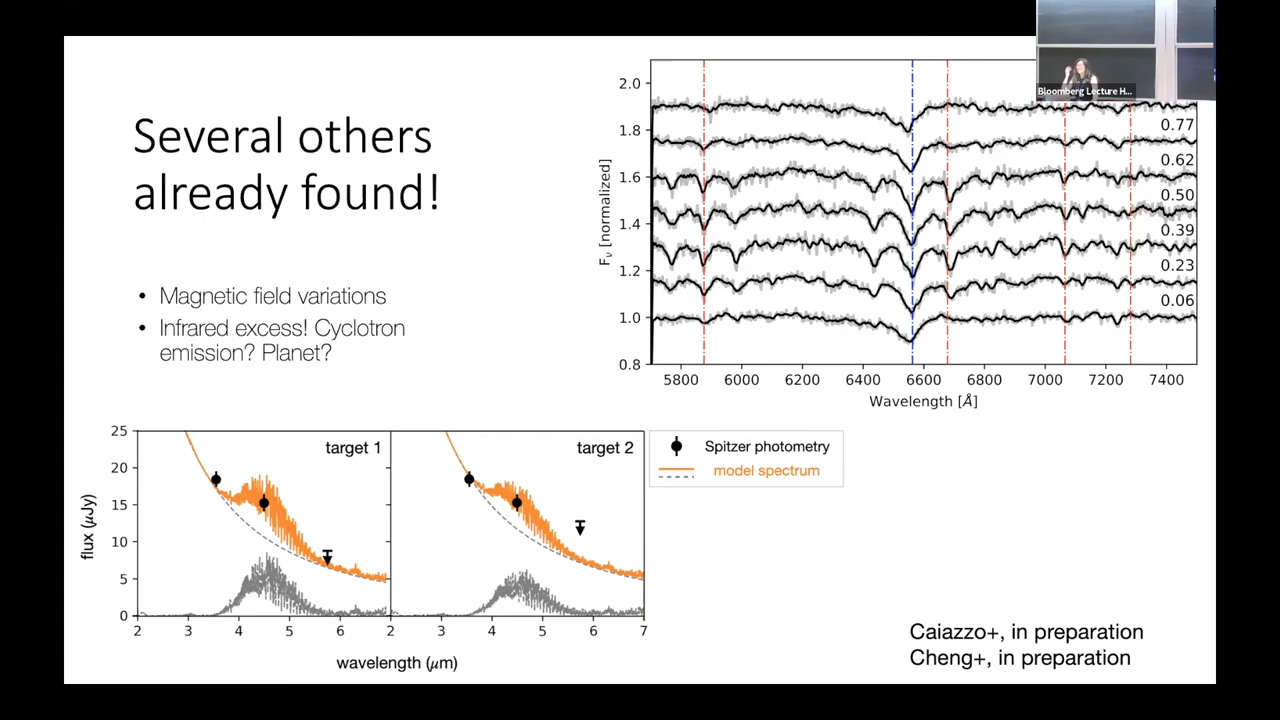 Several others
already found!
• Magnetic field variations
• Infrared excess! Cyclotron
emission? Planet?
Bloomberg Lecture H...
2.0
1.8
1.6
1.4
1.2
1.0
0.8
F𝜈 [normalized]
0.77
0.62
0.50
0.39
0.23
0.06
5800 6000 6200 6400 6600 6800 7000 7200 7400
Wavelength [Å]
25
20
15
10
5
0
flux (μJy)
target 1
target 2
2 3 4 5 6 2 3 4 5 6 7
wavelength (μm)
Spitzer photometry
model spectrum
Caiazzo+, in preparation
Cheng+, in preparation